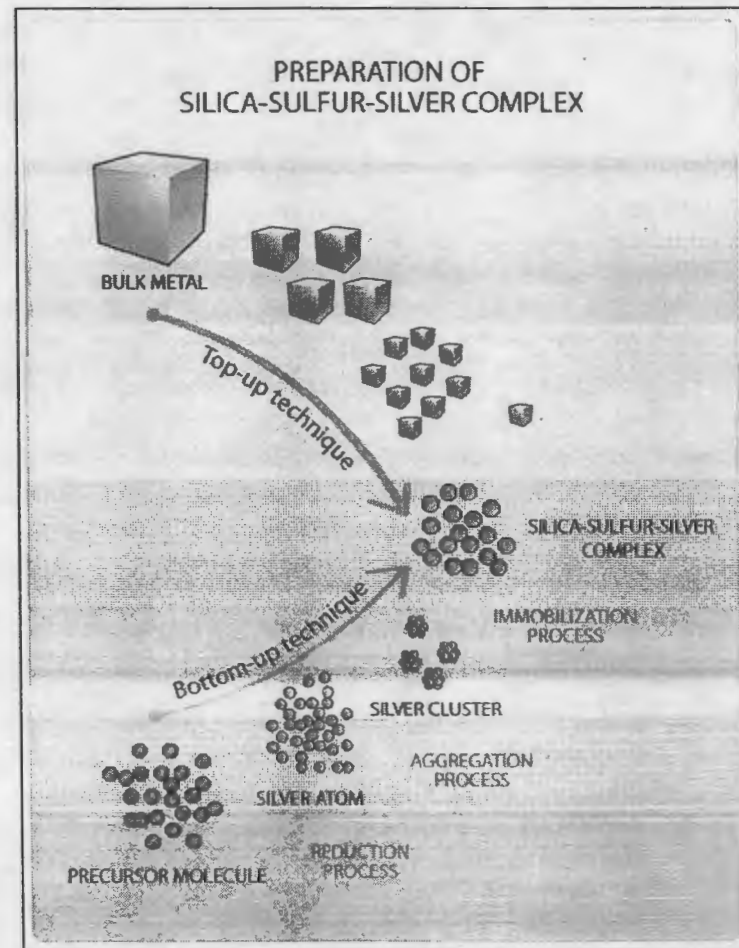 PREPARATION OF
SILICA-SULFUR-SILVER COMPLEX
BULK METAL
Top-up technique
SILICA-SULFUR-SILVER
COMPLEX
IMMOBILIZATION
PROCESS
Bottom-up technique
SILVER CLUSTER
AGGREGATION
PROCESS
SILVER ATOM
REDUCTION
PROCESS
PRECURSOR MOLECULE